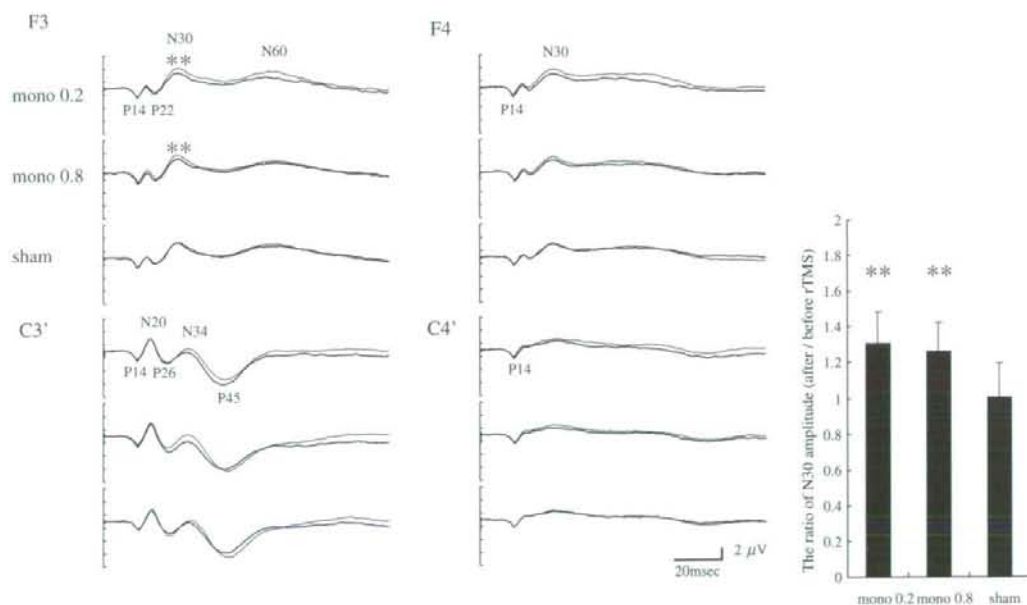 F3
F4
N30
N60
N30
**
mono 0.2
P14
P22
P14
**
mono 0.8
sham
C3’
C4’
N20
N34
P14
P26
P45
P14
2 μV
20msec
The ratio of N30 amplitude (after / before rTMS)
2
1.8
1.6
1.4
1.2
1
0.8
0.6
0.4
0.2
0
**
**
mono 0.2
mono 0.8
sham